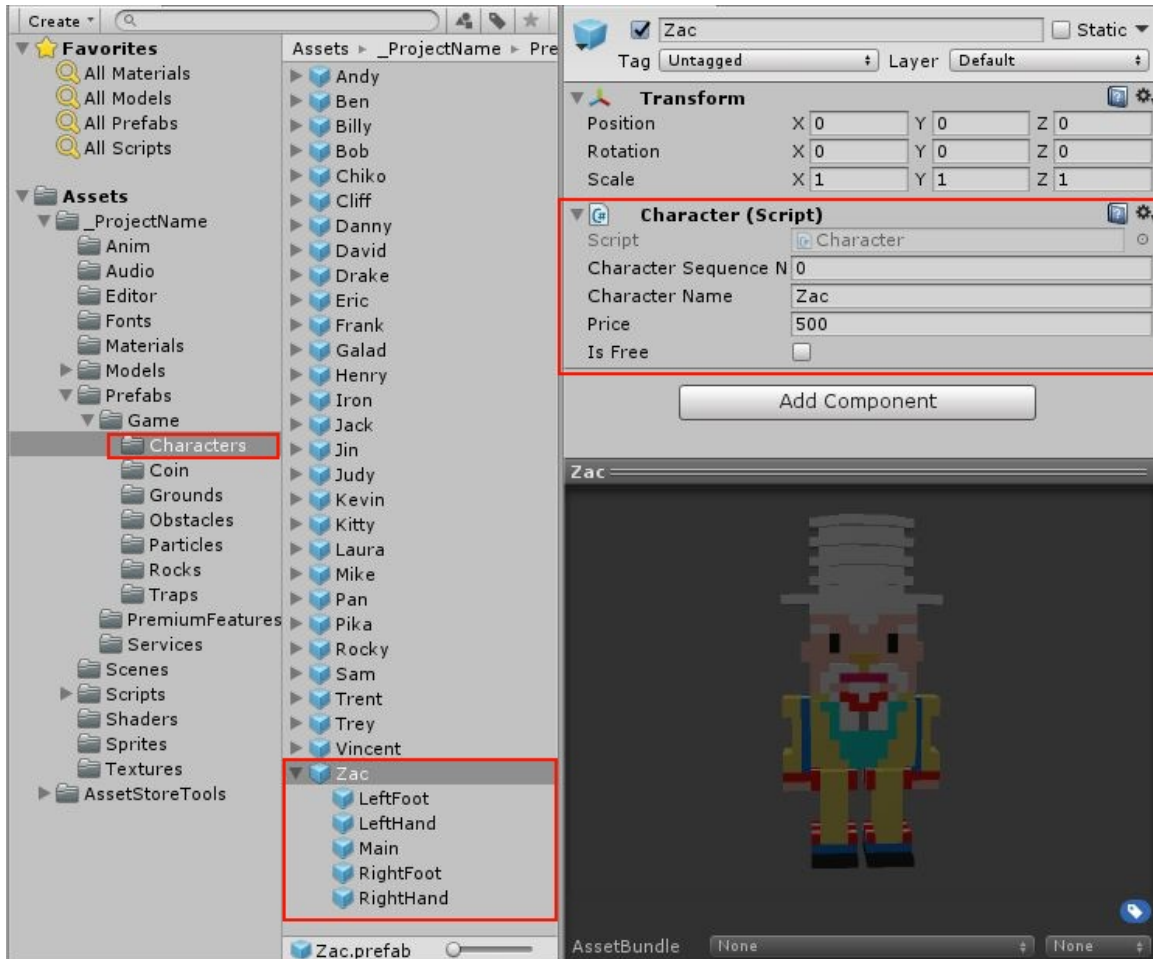 Create
Favorites
All Materials
All Models
All Prefabs
All Scripts
Assets
_ProjectName
Anim
Audio
Editor
Fonts
Materials
Models
Prefabs
Game
Characters
Coin
Grounds
Obstacles
Particles
Rocks
Traps
PremiumFeatures
Services
Scenes
Scripts
Shaders
Sprites
Textures
AssetStoreTools
Assets _ProjectName Pre
Andy
Ben
Billy
Bob
Chiko
Cliff
Danny
David
Drake
Eric
Frank
Galad
Henry
Iron
Jack
Jin
Judy
Kevin
Kitty
Laura
Mike
Pan
Pika
Rocky
Sam
Trent
Trey
Vincent
Zac
LeftFoot
LeftHand
Main
RightFoot
RightHand
Zac.prefab
Zac Static
Tag Untagged Layer Default
Transform
Position X 0 Y 0 Z 0
Rotation X 0 Y 0 Z 0
Scale X 1 Y 1 Z 1
C# Character (Script)
Script Character
Character Sequence N 0
Character Name Zac
Price 500
Is Free
Add Component
Zac
AssetBundle None None